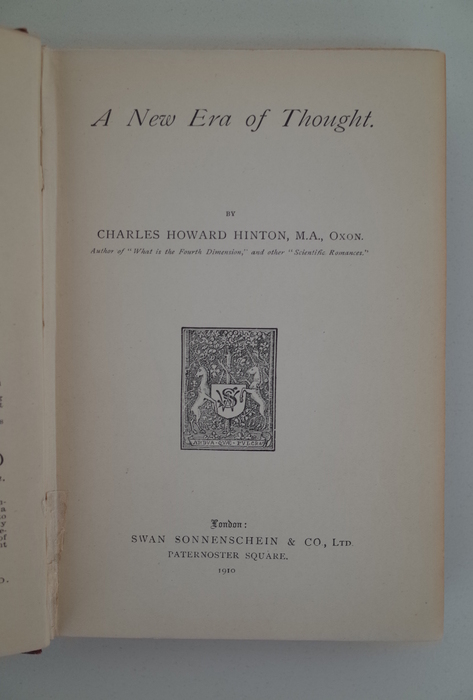 A New Era of Thought.
BY
CHARLES HOWARD HINTON, M.A., OXON.
Author of "What is the Fourth Dimension," and other "Scientific Romances."
London:
SWAN SONNENSCHEIN & CO, LTD.
PATERNOSTER SQUARE.
1910